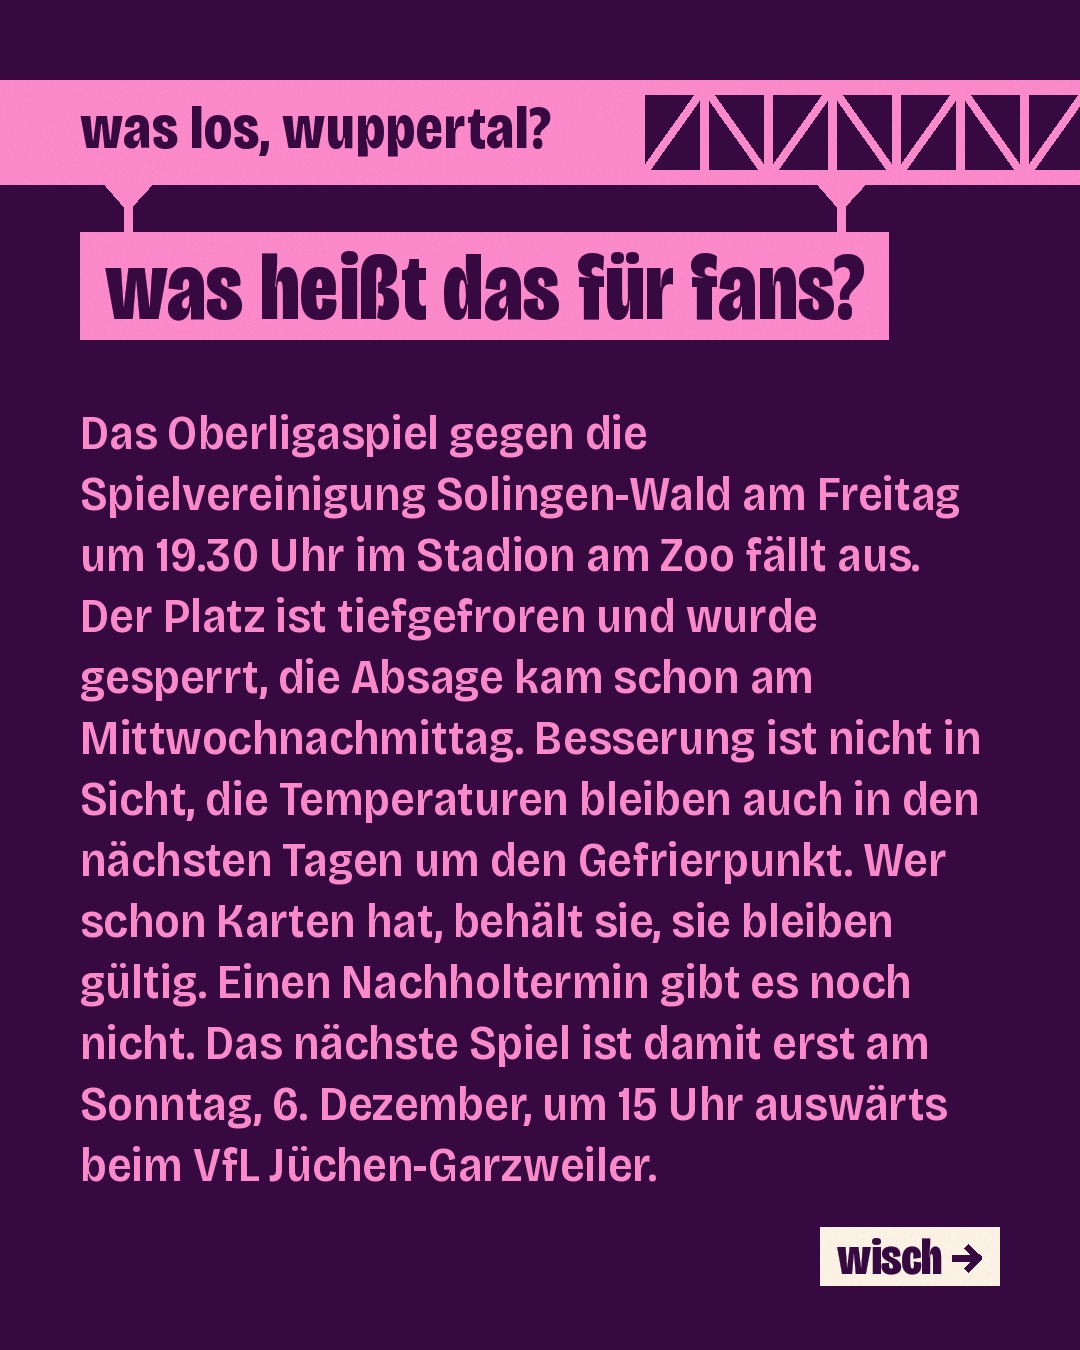 was los, wuppertal?
was heißt das für fans?
Das Oberligaspiel gegen die
Spielvereinigung Solingen-Wald am Freitag
um 19.30 Uhr im Stadion am Zoo fällt aus.
Der Platz ist tiefgefroren und wurde
gesperrt, die Absage kam schon am
Mittwochnachmittag. Besserung ist nicht in
Sicht, die Temperaturen bleiben auch in den
nächsten Tagen um den Gefrierpunkt. Wer
schon Karten hat, behält sie, sie bleiben
gültig. Einen Nachholtermin gibt es noch
nicht. Das nächste Spiel ist damit erst am
Sonntag, 6. Dezember, um 15 Uhr auswärts
beim VfL Jüchen-Garzweiler.
wisch →